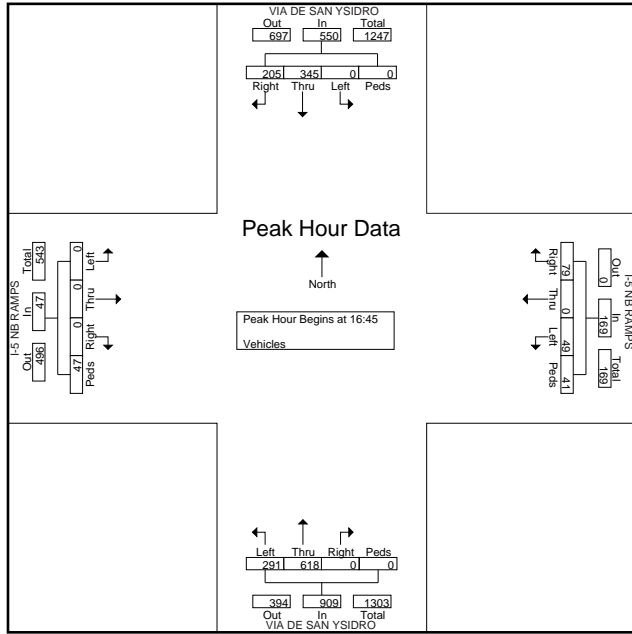 VIA DE SAN YSIDRO
Out In Total
697 550 1247
205 345 0 0
Right Thru Left Peds
Peak Hour Data
North
Peak Hour Begins at 16:45
Vehicles
I-5 NB RAMPS
Out In Total
496 47 543
Left Thru Right Peds
0 0 0 47
I-5 NB RAMPS
Out In Total
0 169 169
79 0 49 41
Right Thru Left Peds
Left Thru Right Peds
291 618 0 0
394 909 1303
Out In Total
VIA DE SAN YSIDRO